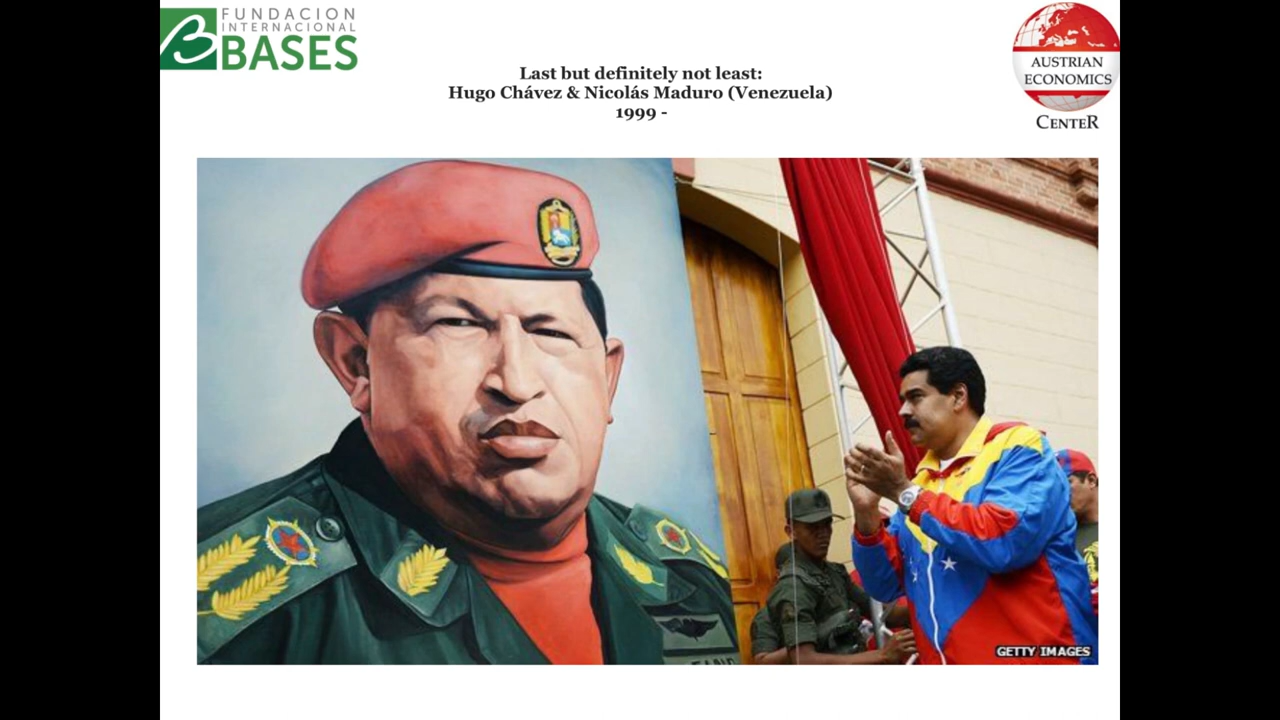 FUNDACION
INTERNACIONAL
BASES
AUSTRIAN
ECONOMICS
CENTER
Last but definitely not least:
Hugo Chávez & Nicolás Maduro (Venezuela)
1999 -
GETTY IMAGES